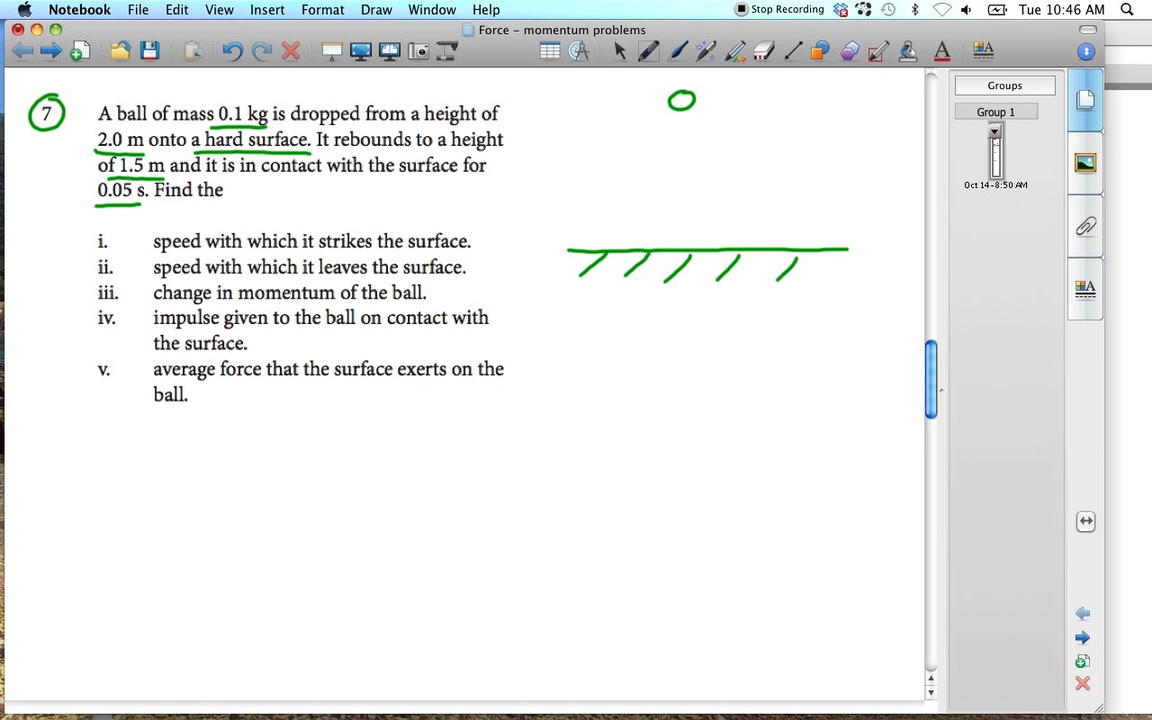 Notebook File Edit View Insert Format Draw Window Help Stop Recording Tue 10:46 AM
Force – momentum problems
7 A ball of mass 0.1 kg is dropped from a height of
2.0 m onto a hard surface. It rebounds to a height
of 1.5 m and it is in contact with the surface for
0.05 s. Find the
i. speed with which it strikes the surface.
ii. speed with which it leaves the surface.
iii. change in momentum of the ball.
iv. impulse given to the ball on contact with
the surface.
v. average force that the surface exerts on the
ball.
Groups
Group 1
Oct 14-8:50 AM